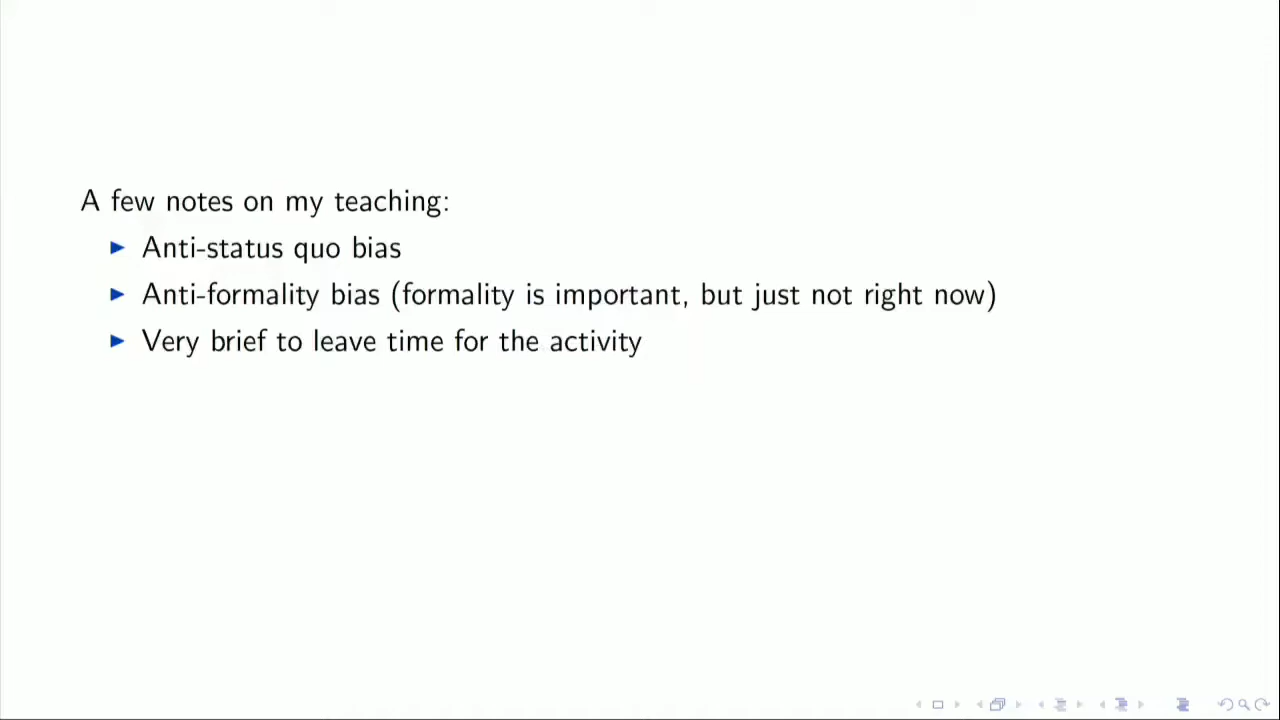 A few notes on my teaching:
Anti-status quo bias
Anti-formality bias (formality is important, but just not right now)
Very brief to leave time for the activity